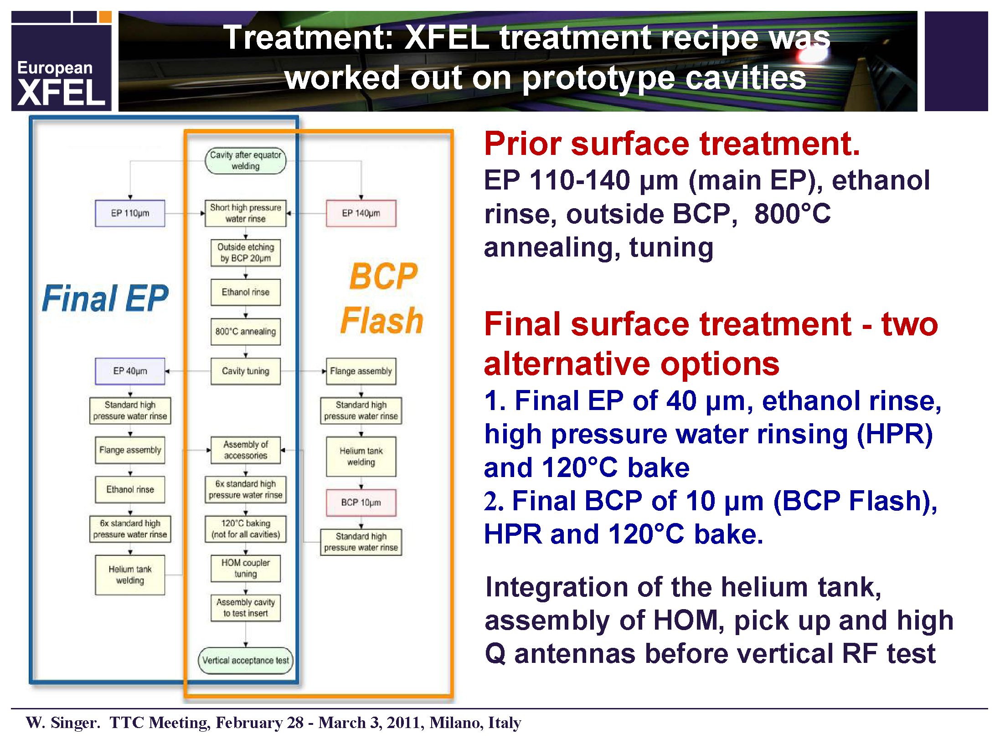 European
XFEL
Treatment: XFEL treatment recipe was
worked out on prototype cavities
Cavity after equator
welding
EP 110µm
Short high pressure
water rinse
EP 140µm
Outside etching
by BCP 20µm
Ethanol rinse
800°C annealing
Cavity tuning
Final EP
BCP
Flash
EP 40µm
Standard high
pressure water rinse
Flange assembly
Ethanol rinse
6x standard high
pressure water rinse
Helium tank
welding
Flange assembly
Standard high
pressure water rinse
Helium tank
welding
BCP 10µm
Standard high
pressure water rinse
Assembly of
accessories
6x standard high
pressure water rinse
120°C baking
(not for all cavities)
HOM coupler
tuning
Assembly cavity
to test insert
Vertical acceptance test
Prior surface treatment.
EP 110-140 µm (main EP), ethanol
rinse, outside BCP, 800°C
annealing, tuning
Final surface treatment - two
alternative options
1. Final EP of 40 µm, ethanol rinse,
high pressure water rinsing (HPR)
and 120°C bake
2. Final BCP of 10 µm (BCP Flash),
HPR and 120°C bake.
Integration of the helium tank,
assembly of HOM, pick up and high
Q antennas before vertical RF test
W. Singer. TTC Meeting, February 28 - March 3, 2011, Milano, Italy